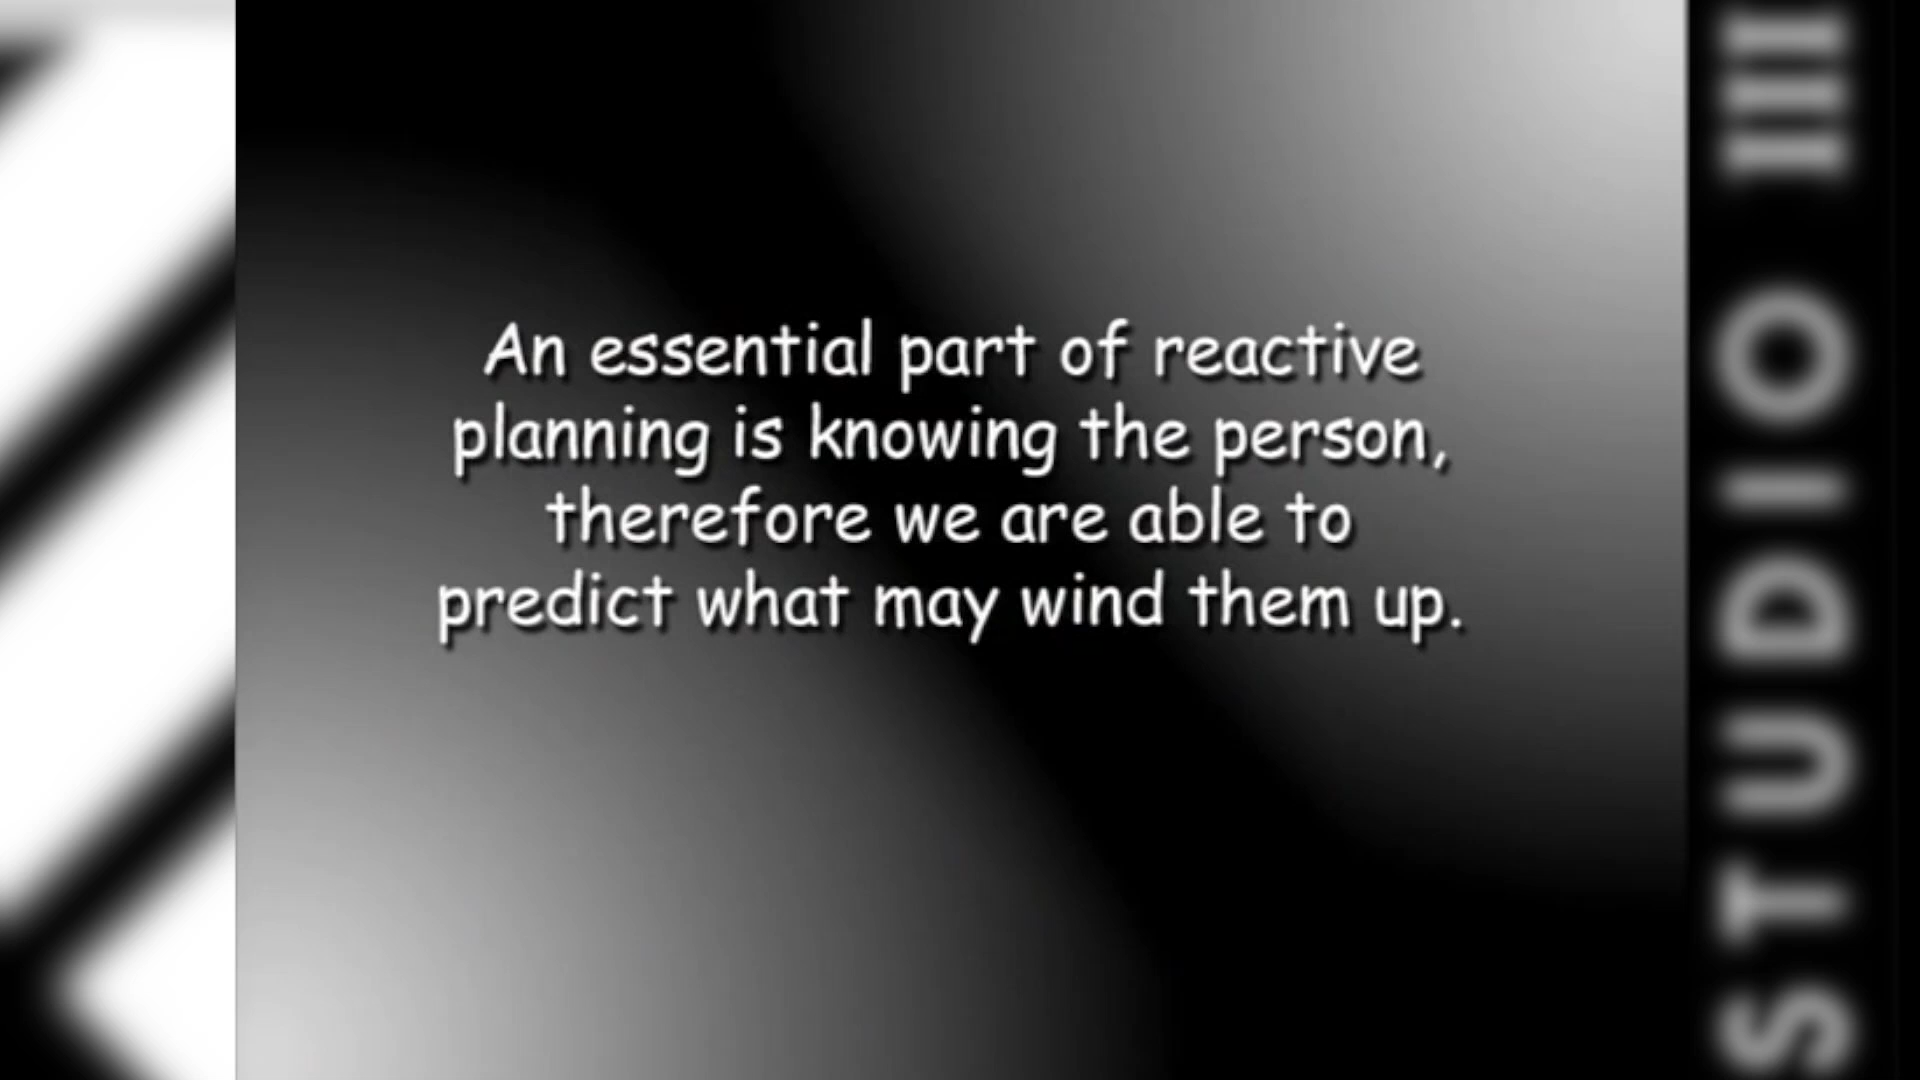 An essential part of reactive
planning is knowing the person,
therefore we are able to
predict what may wind them up.
STUDIO III